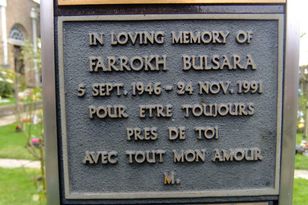 IN LOVING MEMORY OF
FARROKH BULSARA
5 SEPT. 1946 - 24 NOV. 1991
POUR ETRE TOUJOURS
PRES DE TOI
AVEC TOUT MON AMOUR
M.